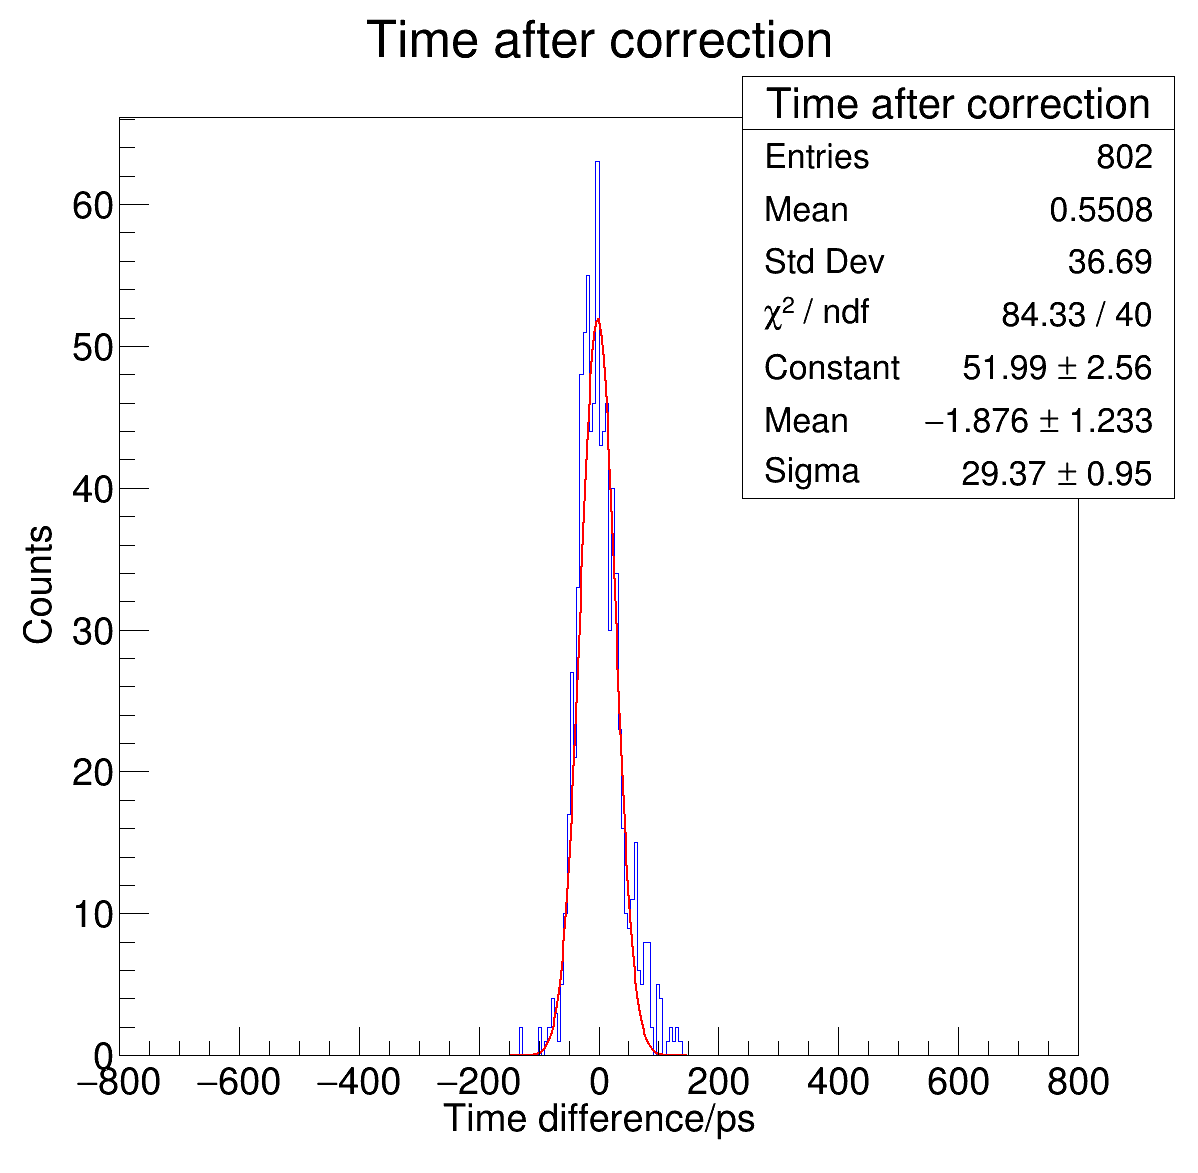 Time after correction
Time after correction
Entries 802
Mean 0.5508
Std Dev 36.69
χ² / ndf 84.33 / 40
Constant 51.99 ± 2.56
Mean −1.876 ± 1.233
Sigma 29.37 ± 0.95
60
50
40
30
20
10
0
Counts
−800 −600 −400 −200 0 200 400 600 800
Time difference/ps